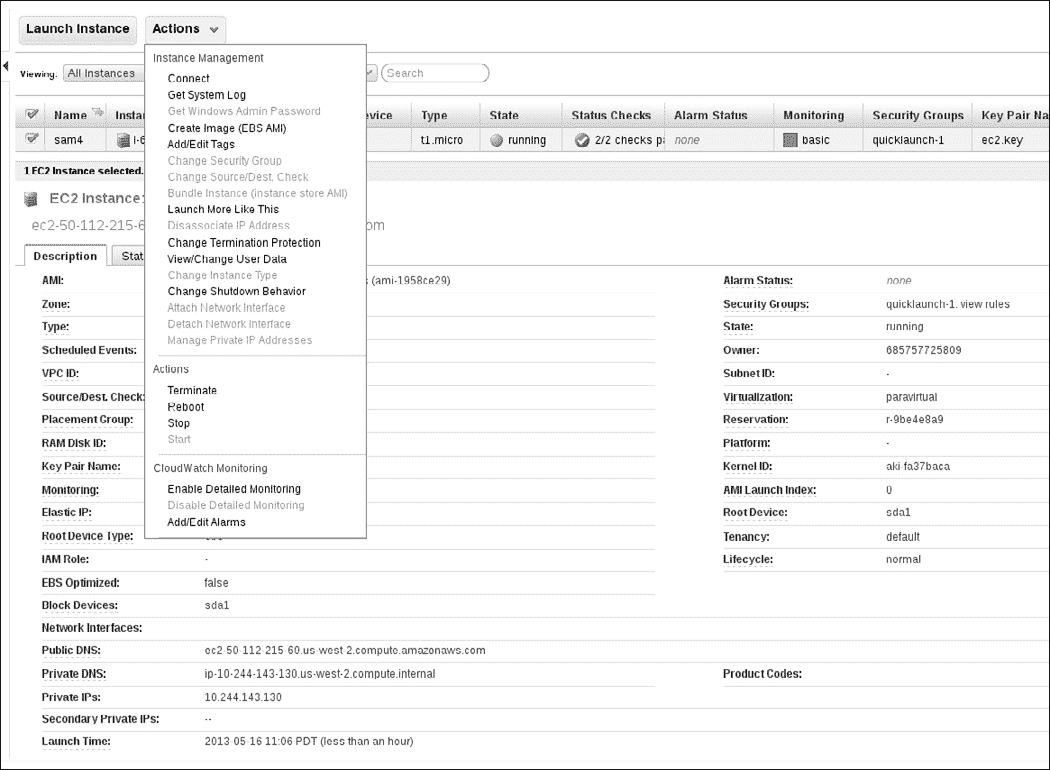 Launch Instance Actions
Instance Management
Viewing: All Instances Search
Connect
Get System Log
Get Windows Admin Password
Create Image (EBS AMI)
Add/Edit Tags
Change Security Group
Change Source/Dest. Check
Bundle Instance (instance store AMI)
Launch More Like This
Disassociate IP Address
Change Termination Protection
View/Change User Data
Change Instance Type
Change Shutdown Behavior
Attach Network Interface
Detach Network Interface
Manage Private IP Addresses
Actions
Terminate
Reboot
Stop
Start
CloudWatch Monitoring
Enable Detailed Monitoring
Disable Detailed Monitoring
Add/Edit Alarms
Name Type State Status Checks Alarm Status Monitoring Security Groups Key Pair Na
sam4 t1.micro running 2/2 checks pa none basic quicklaunch-1 ec2.key
1 EC2 Instance selected.
EC2 Instance:
ec2-50-112-215-6 om
Description Stat
AMI: (ami-1958ce29) Alarm Status: none
Zone: Security Groups: quicklaunch-1. view rules
Type: State: running
Scheduled Events: Owner: 685757725809
VPC ID: Subnet ID: -
Source/Dest. Check: Virtualization: paravirtual
Placement Group: Reservation: r-9be4e8a9
RAM Disk ID: Platform: -
Key Pair Name: Kernel ID: aki-fa37baca
Monitoring: AMI Launch Index: 0
Elastic IP: Root Device: sda1
Root Device Type: Tenancy: default
IAM Role: - Lifecycle: normal
EBS Optimized: false
Block Devices: sda1
Network Interfaces:
Public DNS: ec2-50-112-215-60.us-west-2.compute.amazonaws.com
Private DNS: ip-10-244-143-130.us-west-2.compute.internal Product Codes:
Private IPs: 10.244.143.130
Secondary Private IPs: --
Launch Time: 2013-05-16 11:06 PDT (less than an hour)